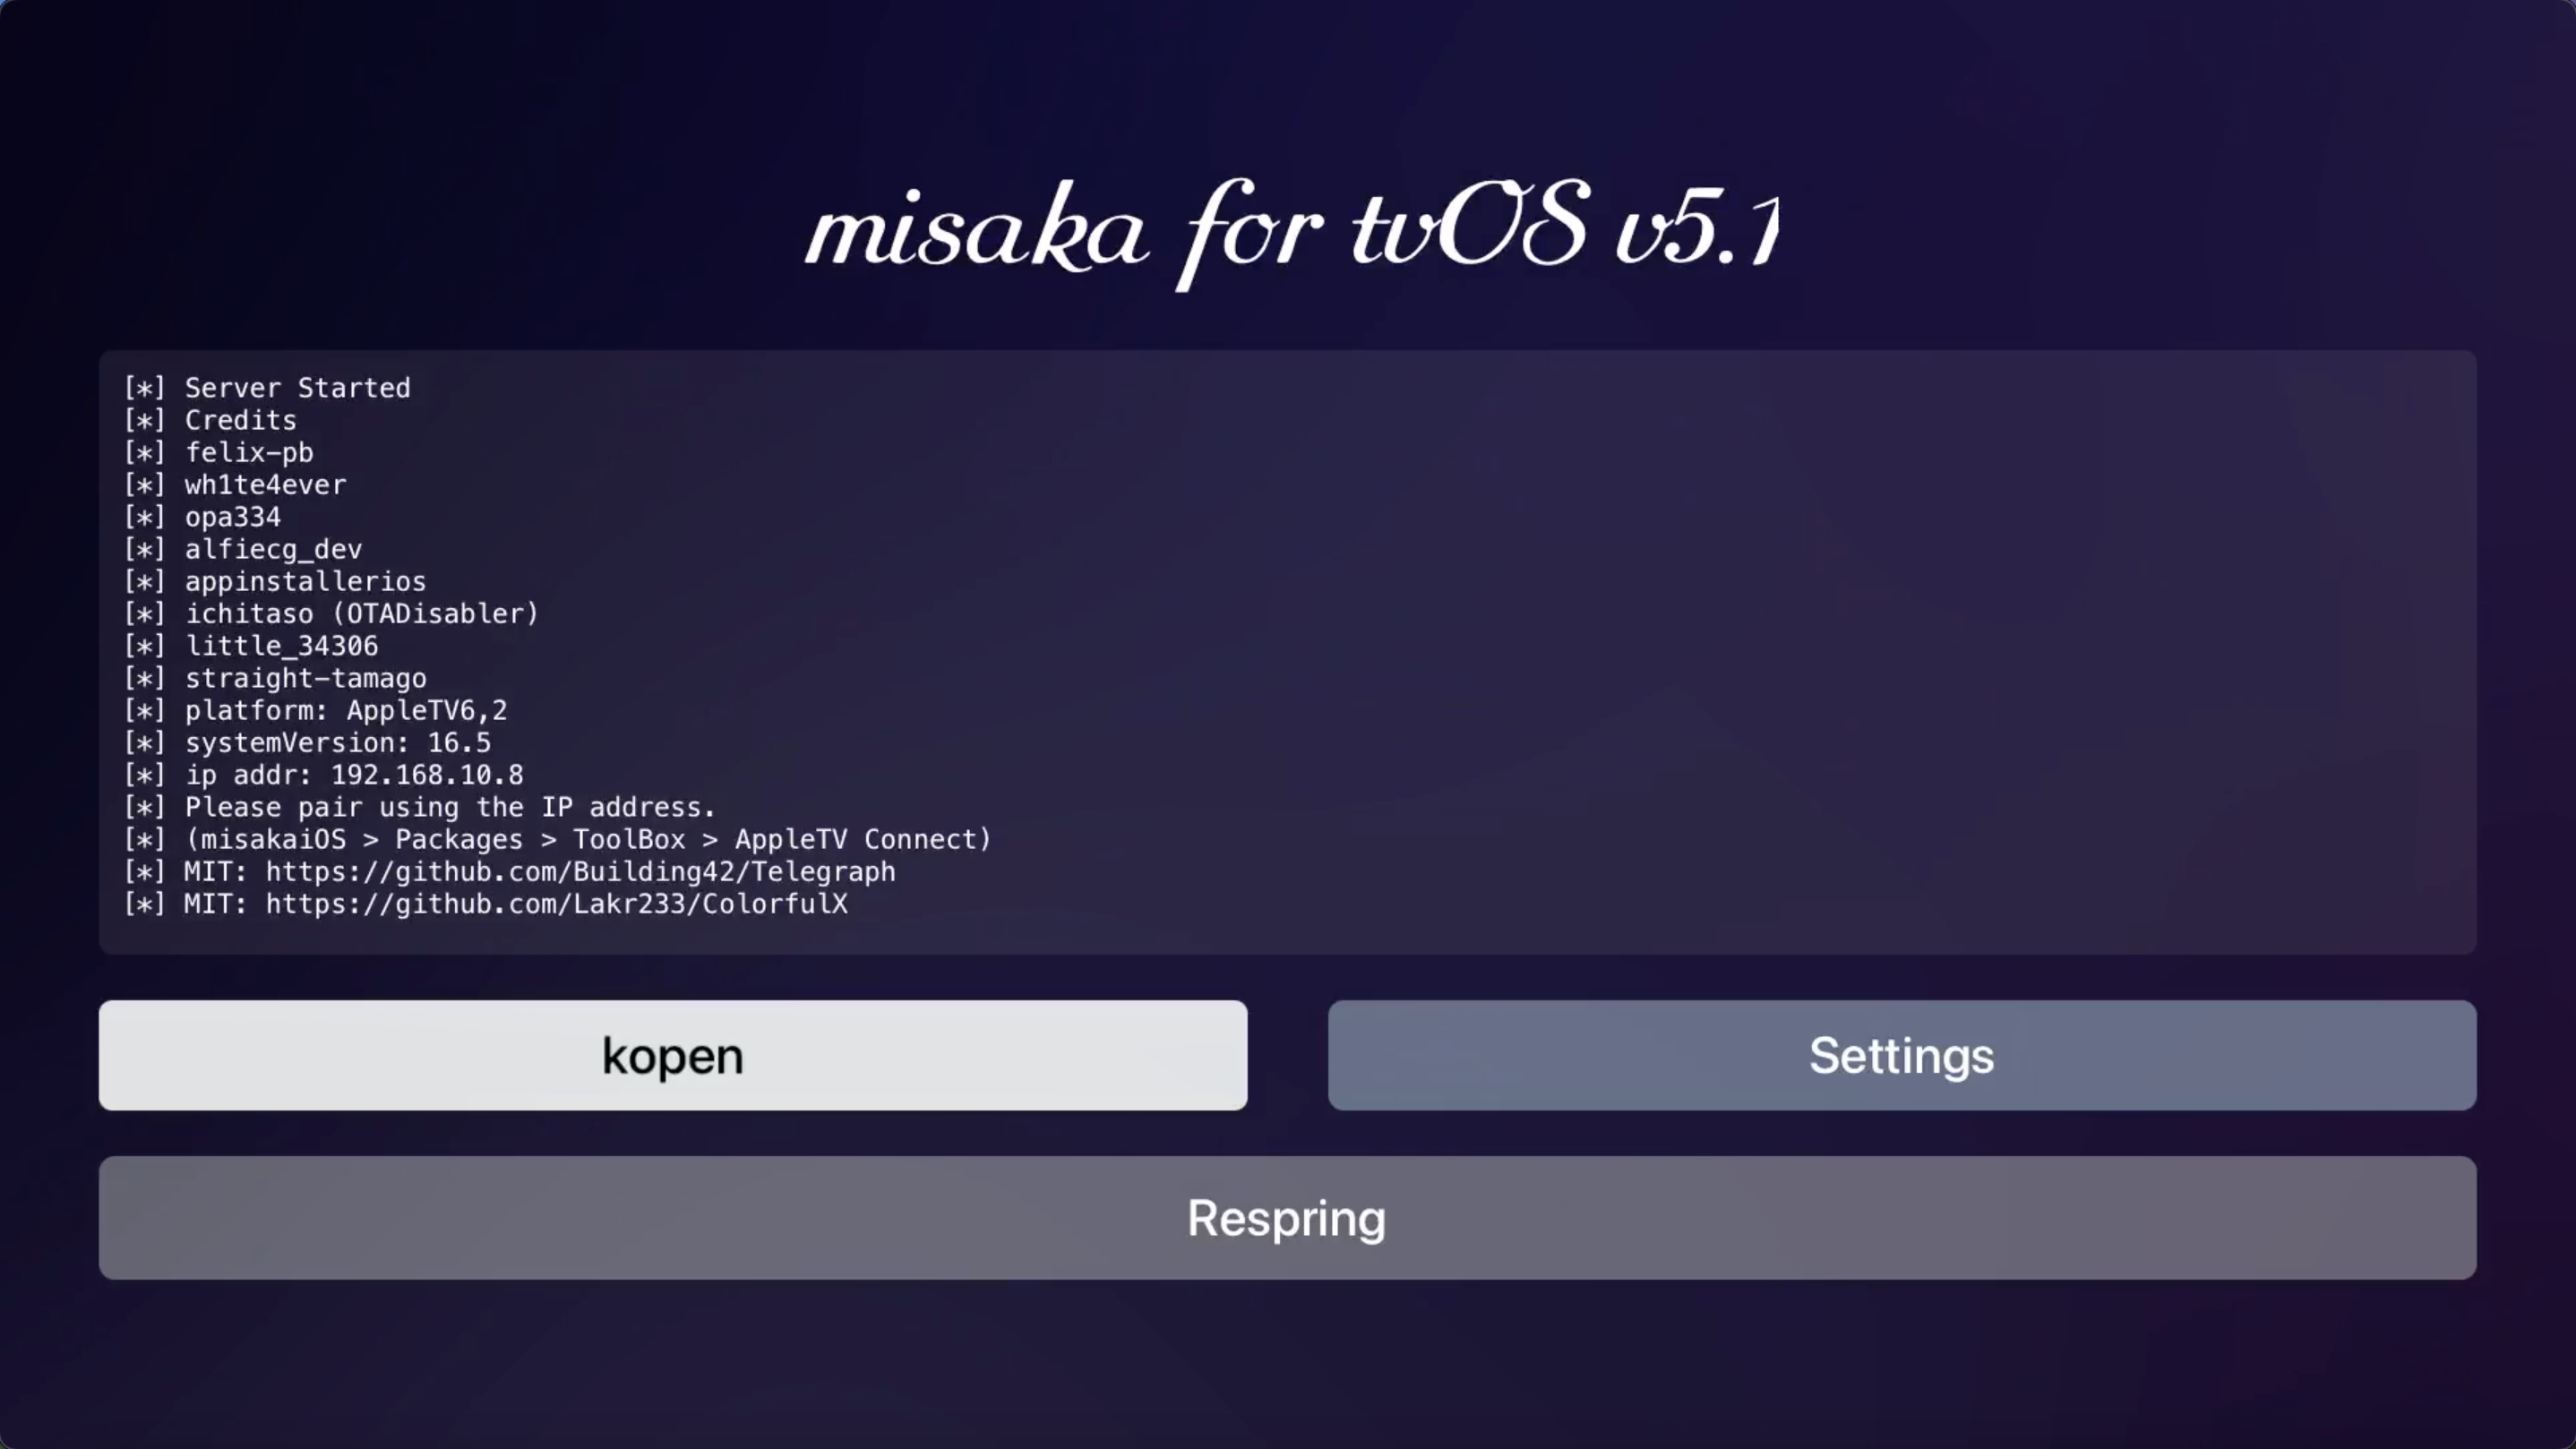 misaka for tvOS v5.1
[*] Server Started
[*] Credits
[*] felix-pb
[*] wh1te4ever
[*] opa334
[*] alfiecg_dev
[*] appinstallerios
[*] ichitaso (OTADisabler)
[*] little_34306
[*] straight-tamago
[*] platform: AppleTV6,2
[*] systemVersion: 16.5
[*] ip addr: 192.168.10.8
[*] Please pair using the IP address.
[*] (misakaiOS > Packages > ToolBox > AppleTV Connect)
[*] MIT: https://github.com/Building42/Telegraph
[*] MIT: https://github.com/Lakr233/ColorfulX
kopen
Settings
Respring